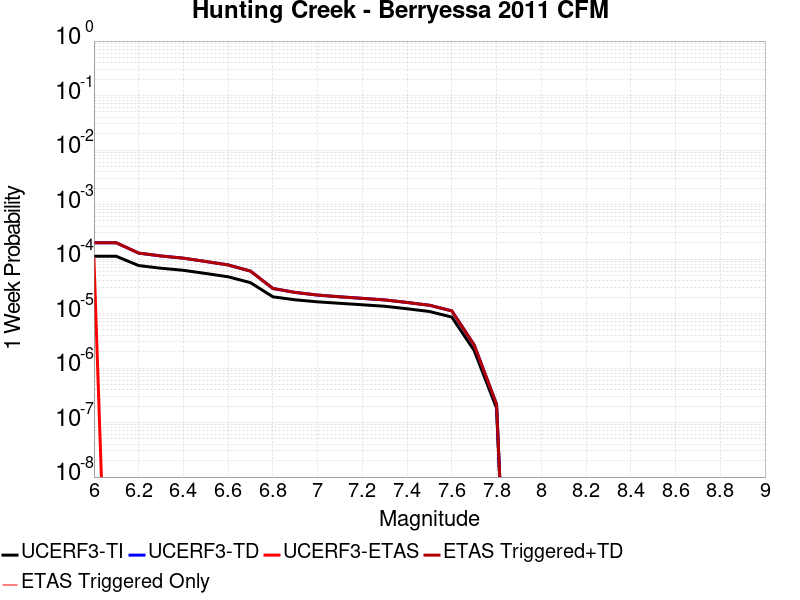 Hunting Creek - Berryessa 2011 CFM
1 Week Probability
10^0
10^-1
10^-2
10^-3
10^-4
10^-5
10^-6
10^-7
10^-8
6 6.2 6.4 6.6 6.8 7 7.2 7.4 7.6 7.8 8 8.2 8.4 8.6 8.8 9
Magnitude
UCERF3-TI UCERF3-TD UCERF3-ETAS ETAS Triggered+TD
ETAS Triggered Only